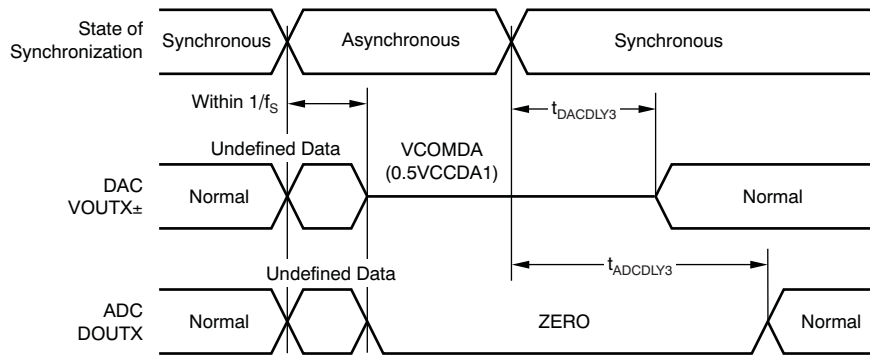 State of
Synchronization
Synchronous
Asynchronous
Synchronous
Within 1/fS
tDACDLY3
Undefined Data
VCOMDA
(0.5VCCDA1)
DAC
VOUTX±
Normal
Normal
tADCDLY3
Undefined Data
ADC
DOUTX
Normal
ZERO
Normal